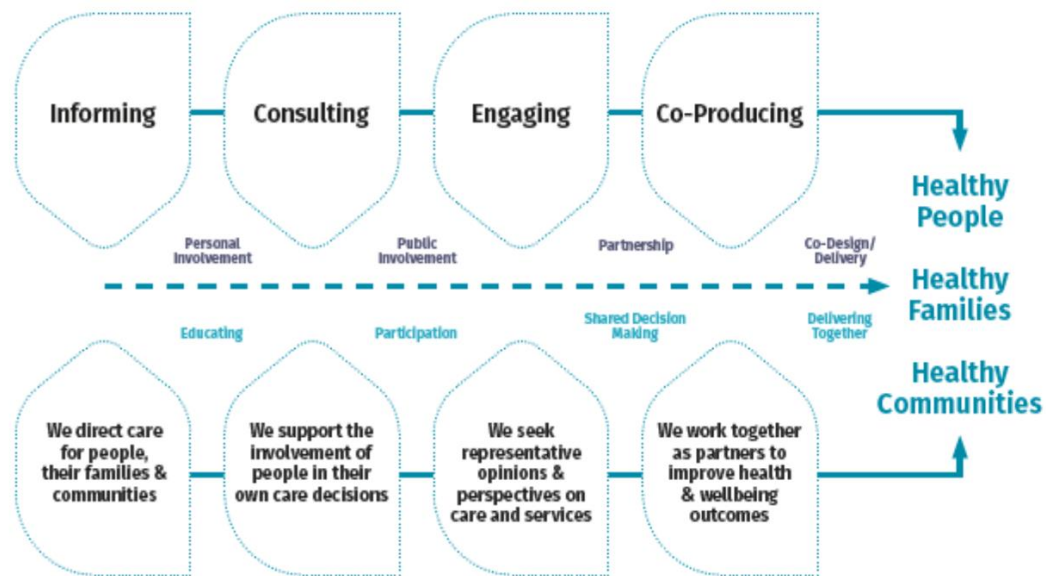 Informing
Consulting
Engaging
Co-Producing
Healthy
People
Personal
Involvement
Public
Involvement
Partnership
Co-Design/
Delivery
Healthy
Families
Educating
Participation
Shared Decision
Making
Delivering
Together
Healthy
Communities
We direct care
for people,
their families &
communities
We support the
involvement of
people in their
own care decisions
We seek
representative
opinions &
perspectives on
care and services
We work together
as partners to
improve health
& wellbeing
outcomes